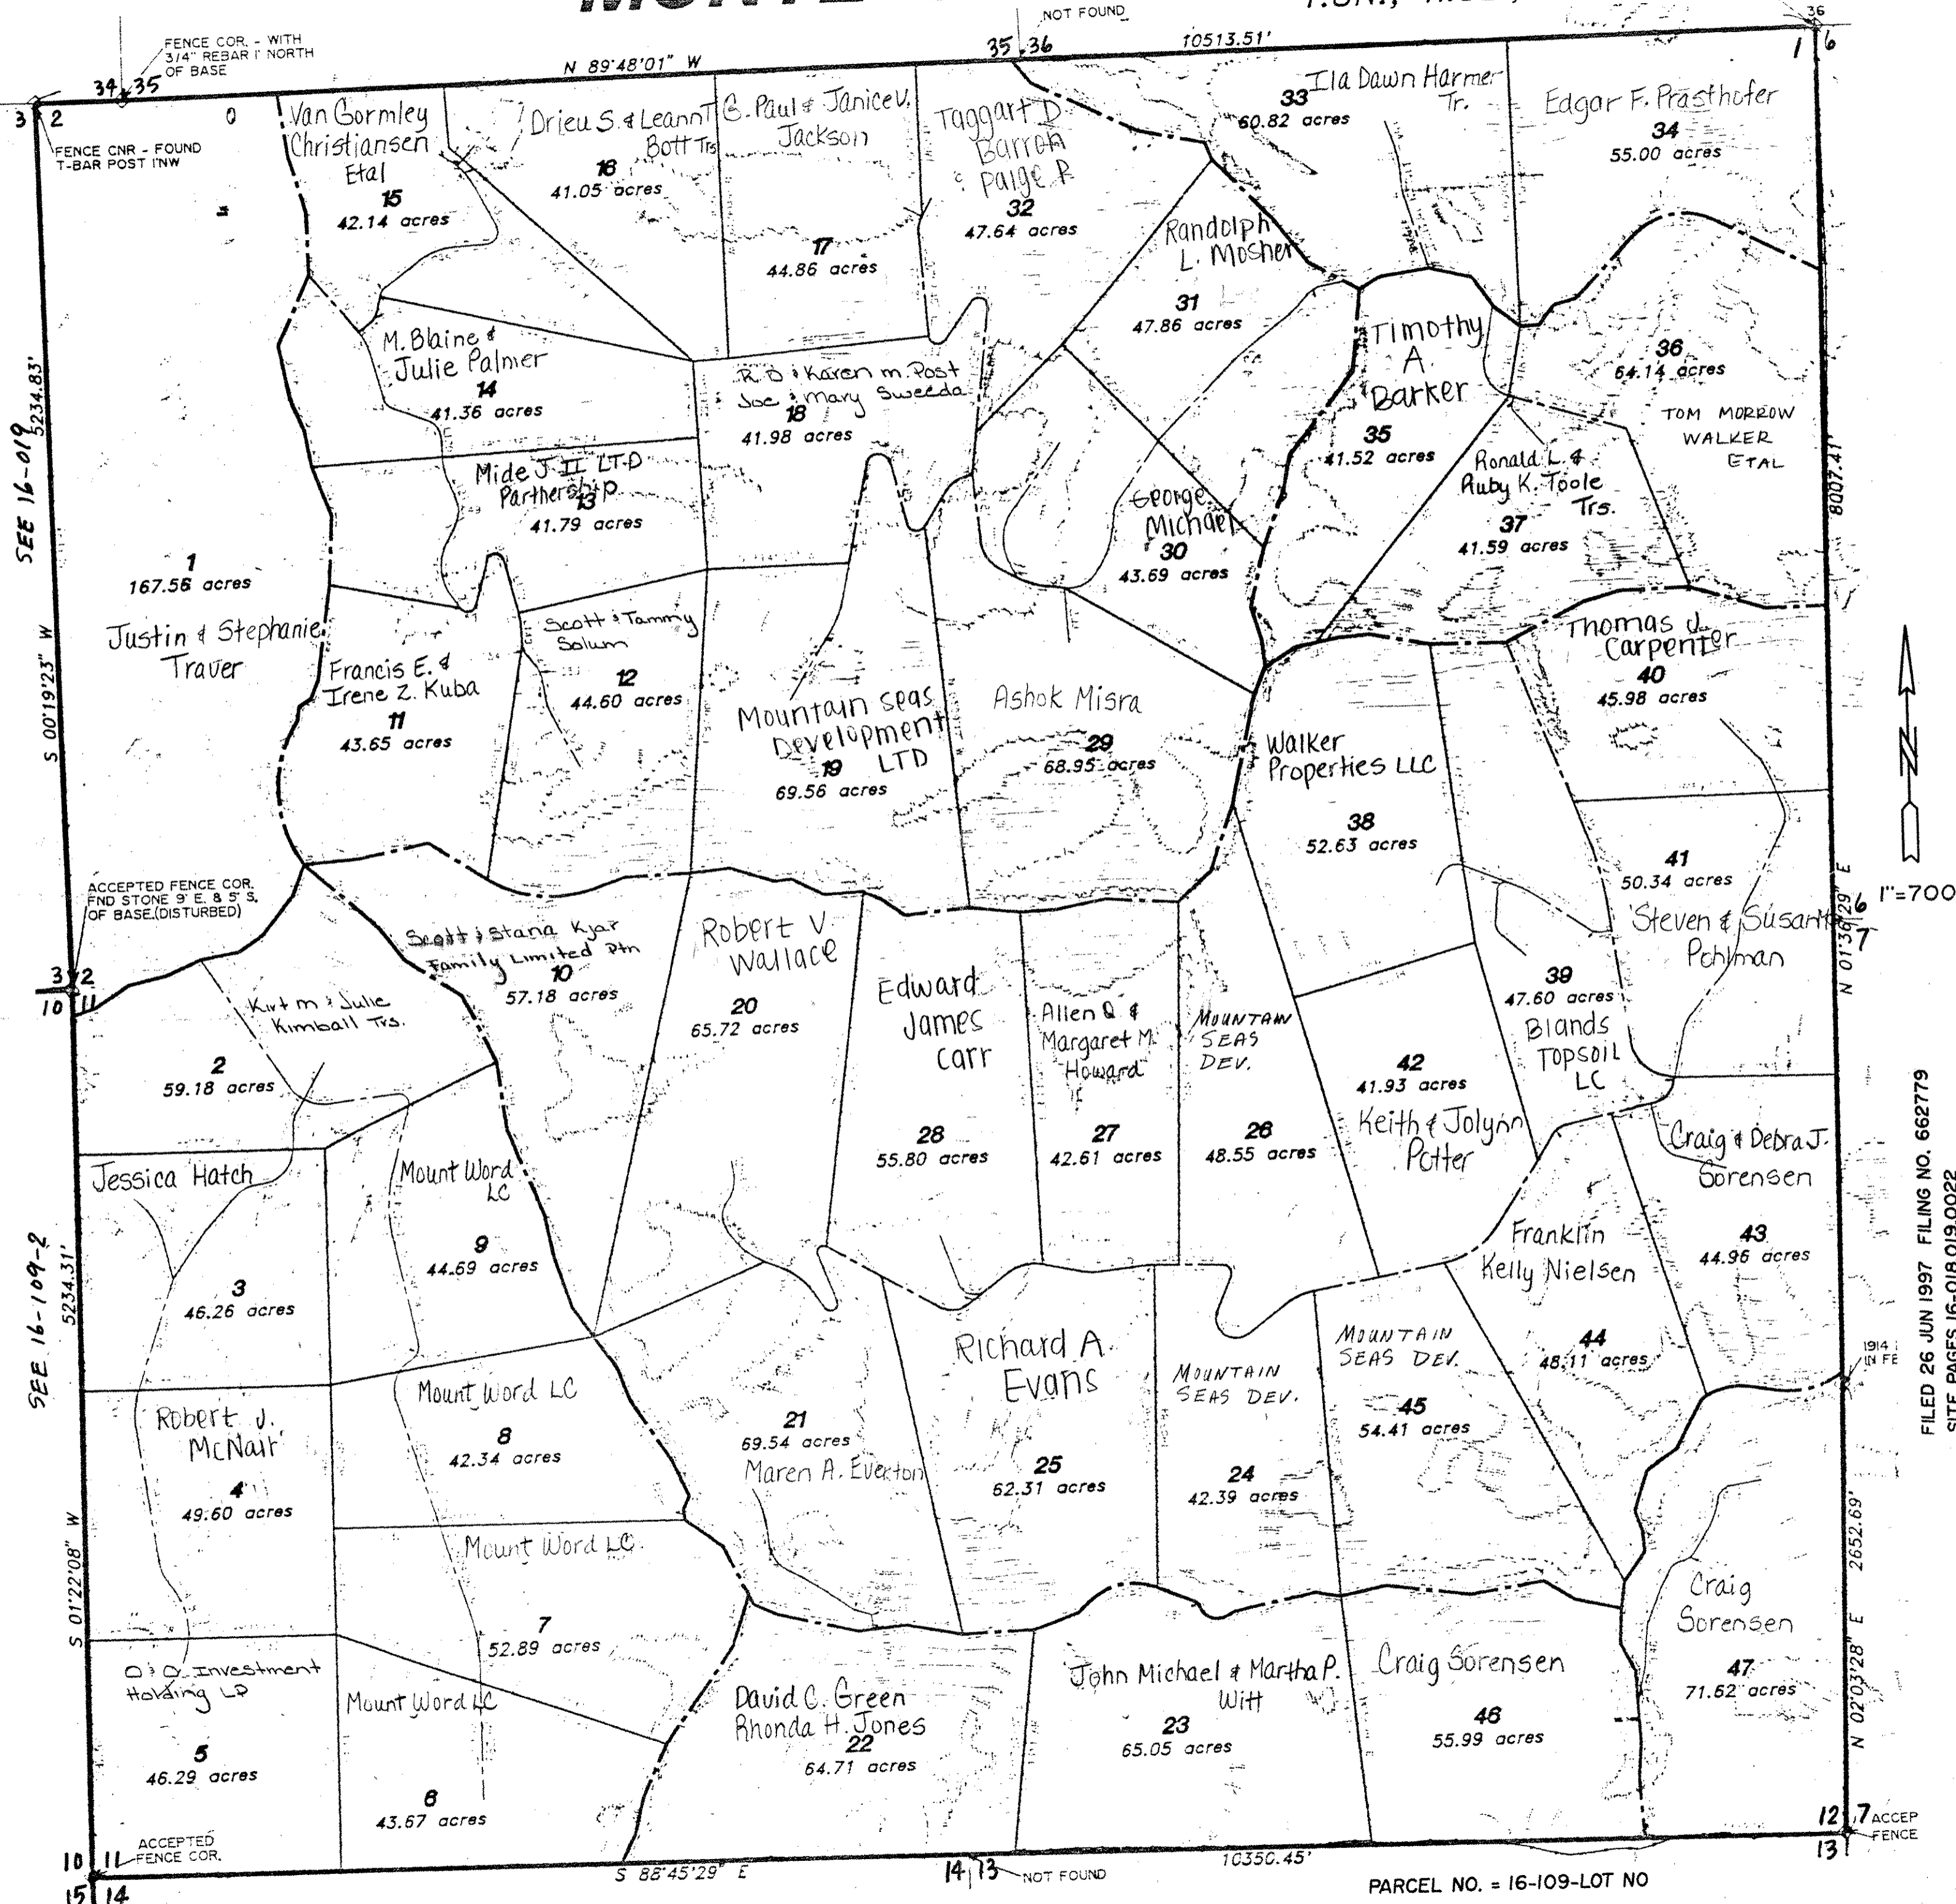 NOT FOUND
36
FENCE COR. - WITH
3/4" REBAR 1' NORTH
OF BASE
34 35
N 89°48'01" W
35 36
10513.51'
1 6
3 2
FENCE CNR - FOUND
T-BAR POST 1'NW
Van Gormley
Christiansen
Etal
15
42.14 acres
Drieu S. & Leann T
Bott Trs
16
41.05 acres
G. Paul & Janice V.
Jackson
17
44.86 acres
Taggart D
Barron
& Paige P.
32
47.64 acres
Ila Dawn Harmer
Tr.
33
60.82 acres
Edgar F. Prasthofer
34
55.00 acres
Randolph
L. Mosher
31
47.86 acres
M. Blaine &
Julie Palmer
14
41.36 acres
R. D & Karen m. Post
Joe & Mary Sweeda
18
41.98 acres
Timothy
A.
Barker
35
41.52 acres
36
64.14 acres
TOM MORROW
WALKER
ETAL
SEE 16-019
5234.83'
Mide J II LTD
Parthership
13
41.79 acres
George
Michael
30
43.69 acres
Ronald L. &
Ruby K. Toole
Trs.
37
41.59 acres
8007.41'
1
167.56 acres
Justin & Stephanie
Traver
S 00°19'23" W
Francis E. &
Irene Z. Kuba
11
43.65 acres
Scott & Tammy
Solum
12
44.60 acres
Mountain Seas
Development
LTD
19
69.56 acres
Ashok Misra
29
68.95 acres
Walker
Properties LLC
38
52.63 acres
Thomas J.
Carpenter
40
45.98 acres
N
1"=700
41
50.34 acres
Steven & Susan
Pohlman
6
7
N 01°36'29" E
ACCEPTED FENCE COR.
FND STONE 9' E. & 5' S.
OF BASE.(DISTURBED)
3 2
10 11
Scott & Stana Kjar
Family Limited Ptn
10
57.18 acres
Robert V.
Wallace
20
65.72 acres
Edward
James
Carr
28
55.80 acres
Allen Q &
Margaret M.
Howard
27
42.61 acres
MOUNTAIN
SEAS
DEV.
26
48.55 acres
39
47.60 acres
Blands
TOPSOIL
LC
Kirt m & Julie
Kimball Trs.
2
59.18 acres
42
41.93 acres
Keith & Jolynn
Potter
Jessica Hatch
3
46.26 acres
Mount Word
LC
9
44.69 acres
Craig & Debra J.
Sorensen
43
44.96 acres
Franklin
Kelly Nielsen
44
48.11 acres
SEE 16-109-2
5234.31'
FILED 26 JUN 1997 FILING NO. 662779
SITE PAGES 16-018,019,0022
1914
IN FE
Robert J.
McNair
4
49.60 acres
Mount Word LC
8
42.34 acres
21
69.54 acres
Maren A. Everton
Richard A.
Evans
25
62.31 acres
MOUNTAIN
SEAS DEV.
24
42.39 acres
MOUNTAIN
SEAS DEV.
45
54.41 acres
S 01°22'08" W
Mount Word LC.
7
52.89 acres
2652.69'
N 02°03'28" E
Investment
Holding LP
5
46.29 acres
Mount Word LC
6
43.67 acres
David C. Green
Rhonda H. Jones
22
64.71 acres
John Michael & Martha P.
Witt
23
65.05 acres
Craig Sorensen
46
55.99 acres
Craig
Sorensen
47
71.62 acres
12 7
13
ACCEP
FENCE
ACCEPTED
FENCE COR.
10 11
15 14
S 88°45'29" E
14 13
NOT FOUND
10350.45'
PARCEL NO. = 16-109-LOT NO